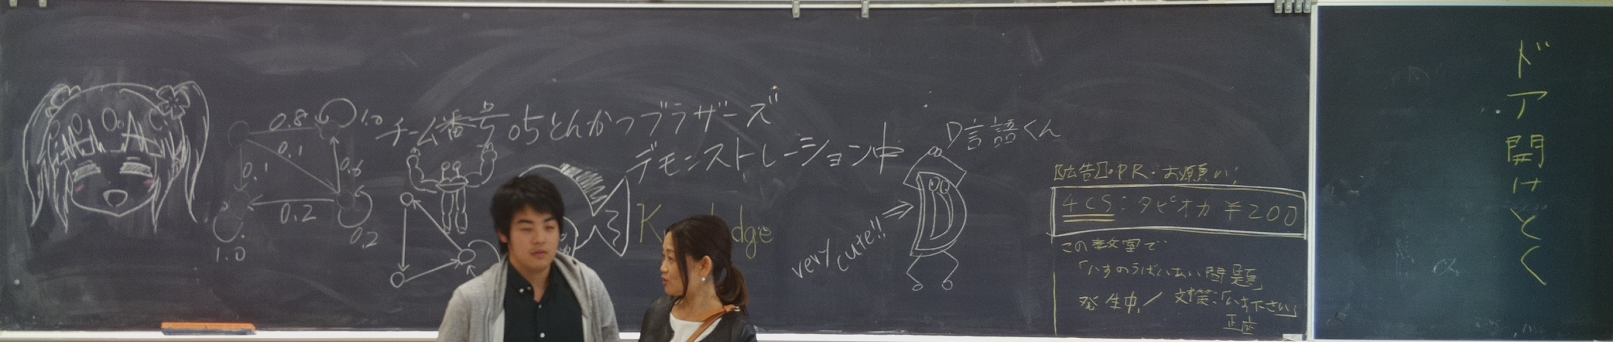 0.8
1.0
0.1
0.1
0.6
0.2
0.2
1.0
チーム番号05とんかつブラザーズ
デモンストレーション中
D言語くん
very cute!!
【広告】・PR・お願い;
4CS:タピオカ ¥200
この教室で
「いすのうばいあい問題」
発生中!
対策:「いす下さい」
正座
ドア開けとく